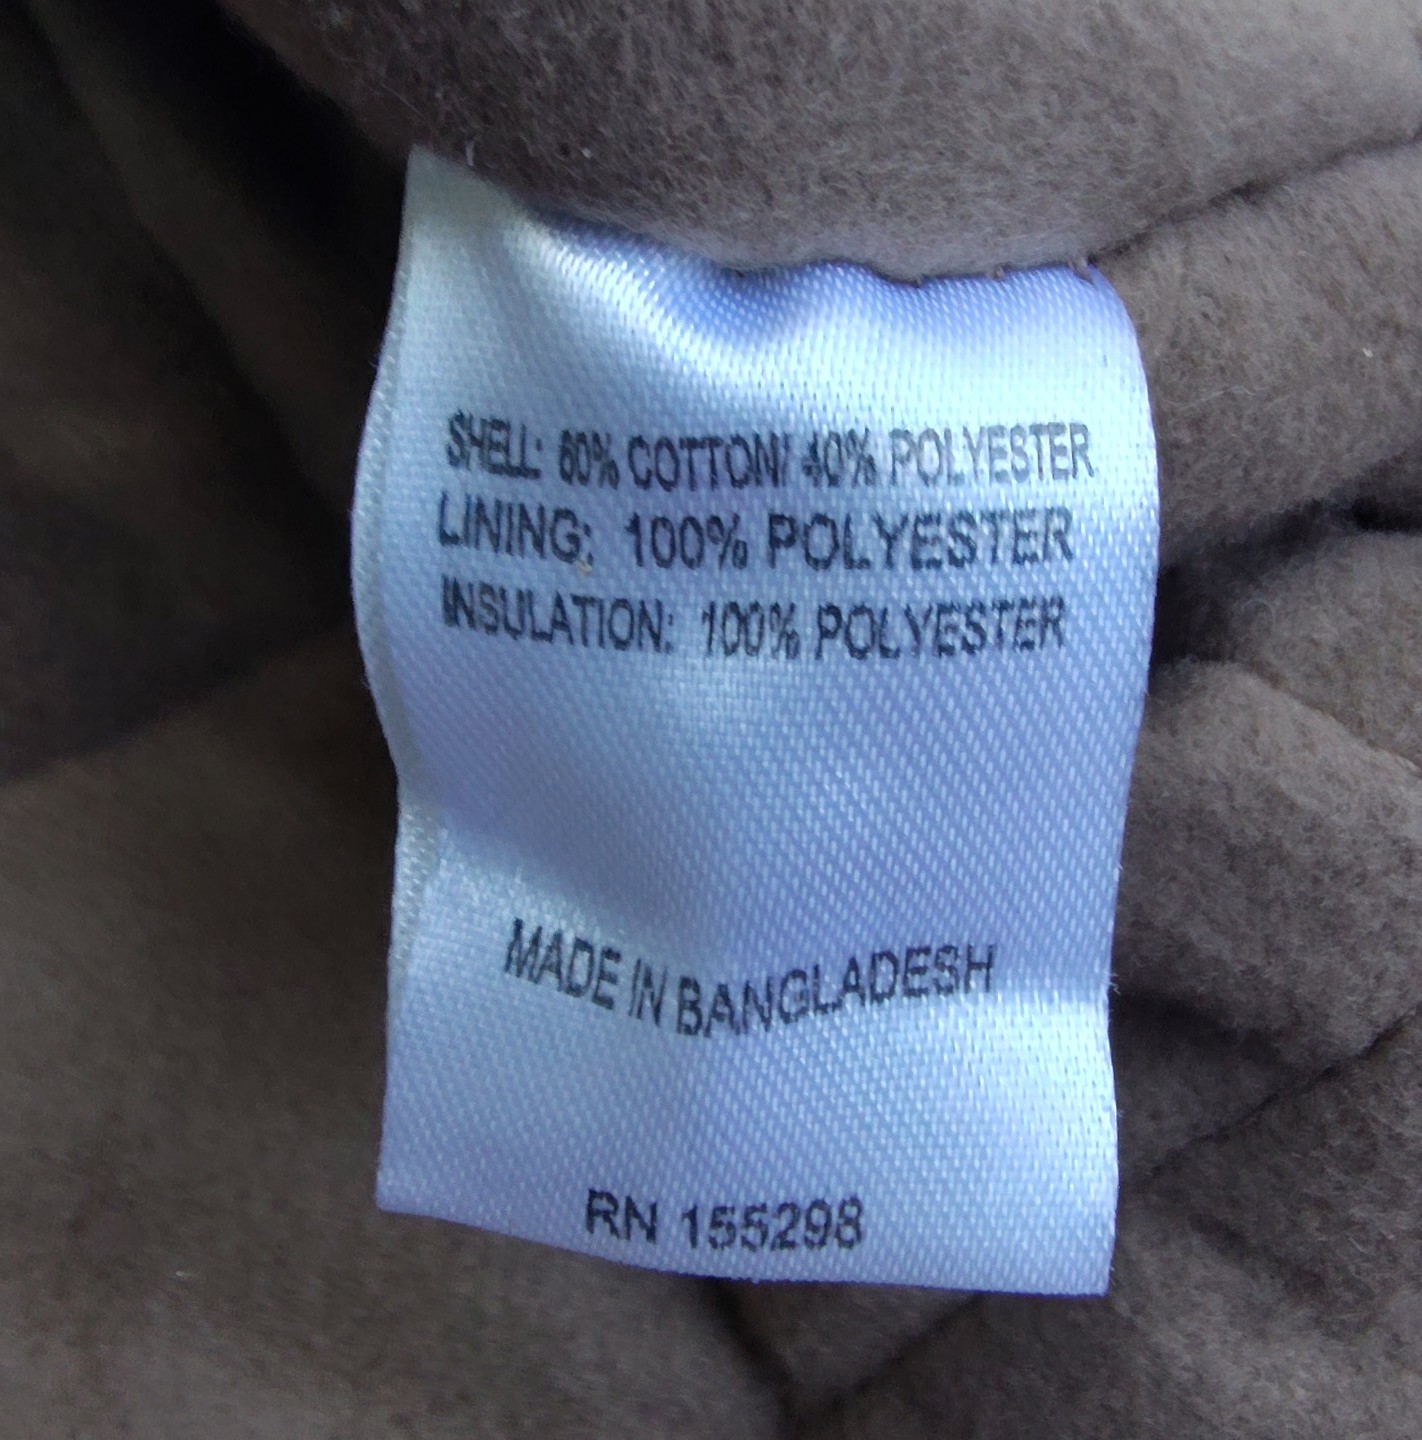 SHELL: 60% COTTON/ 40% POLYESTER
LINING: 100% POLYESTER
INSULATION: 100% POLYESTER
MADE IN BANGLADESH
RN 155298